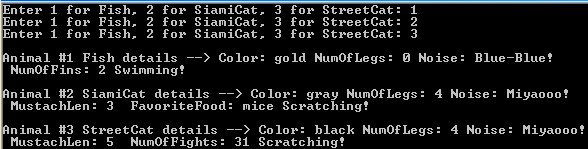 Enter 1 for Fish, 2 for SiamiCat, 3 for StreetCat: 1
Enter 1 for Fish, 2 for SiamiCat, 3 for StreetCat: 2
Enter 1 for Fish, 2 for SiamiCat, 3 for StreetCat: 3
Animal #1 Fish details --> Color: gold NumOfLegs: 0 Noise: Blue-Blue!
NumOfFins: 2 Swimming!
Animal #2 SiamiCat details --> Color: gray NumOfLegs: 4 Noise: Miyaooo!
MustachLen: 3  FavoriteFood: mice Scratching!
Animal #3 StreetCat details --> Color: black NumOfLegs: 4 Noise: Miyaooo!
MustachLen: 5  NumOfFights: 31 Scratching!